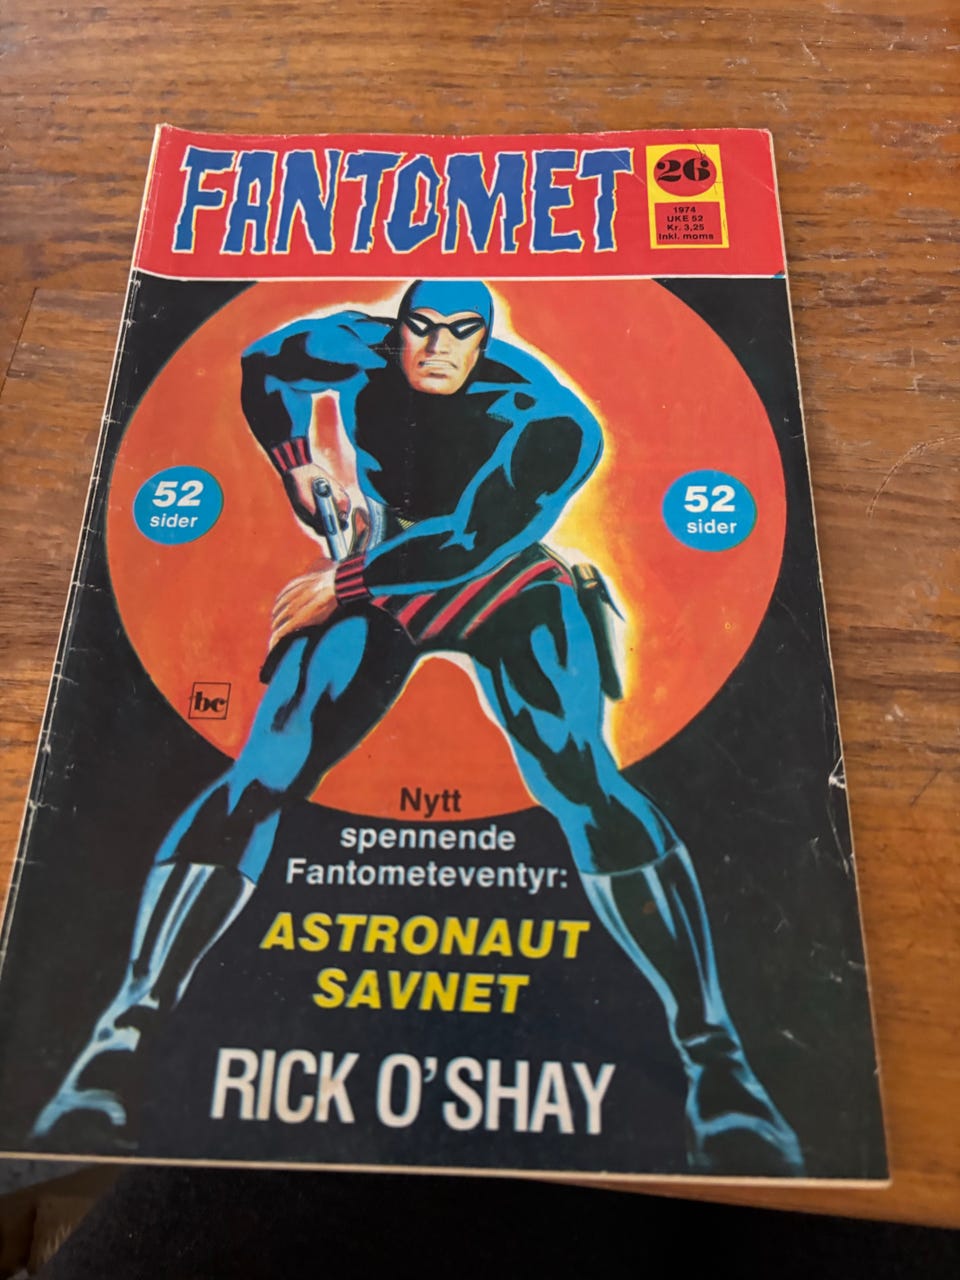 FANTOMET
26
1974
UKE 52
Kr. 3,25
Inkl. moms
52
sider
52
sider
bc
Nytt
spennende
Fantometeventyr:
ASTRONAUT
SAVNET
RICK O'SHAY